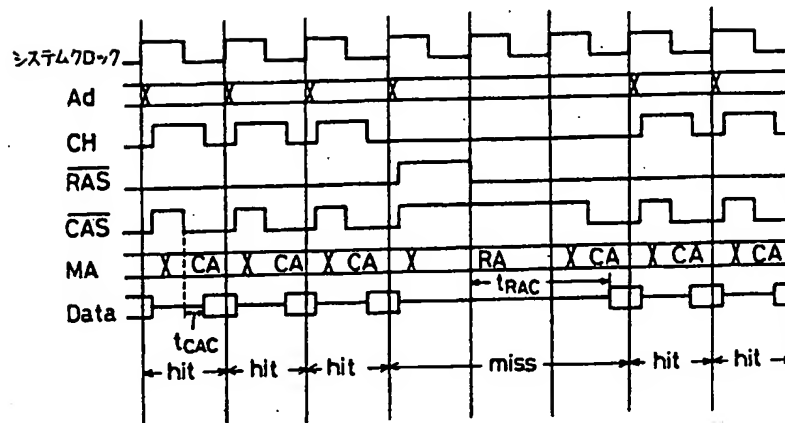 システムクロック
Ad
CH
RAS
CAS
MA CA CA CA RA CA CA CA
tRAC
Data
tCAC
hit hit hit miss hit hit